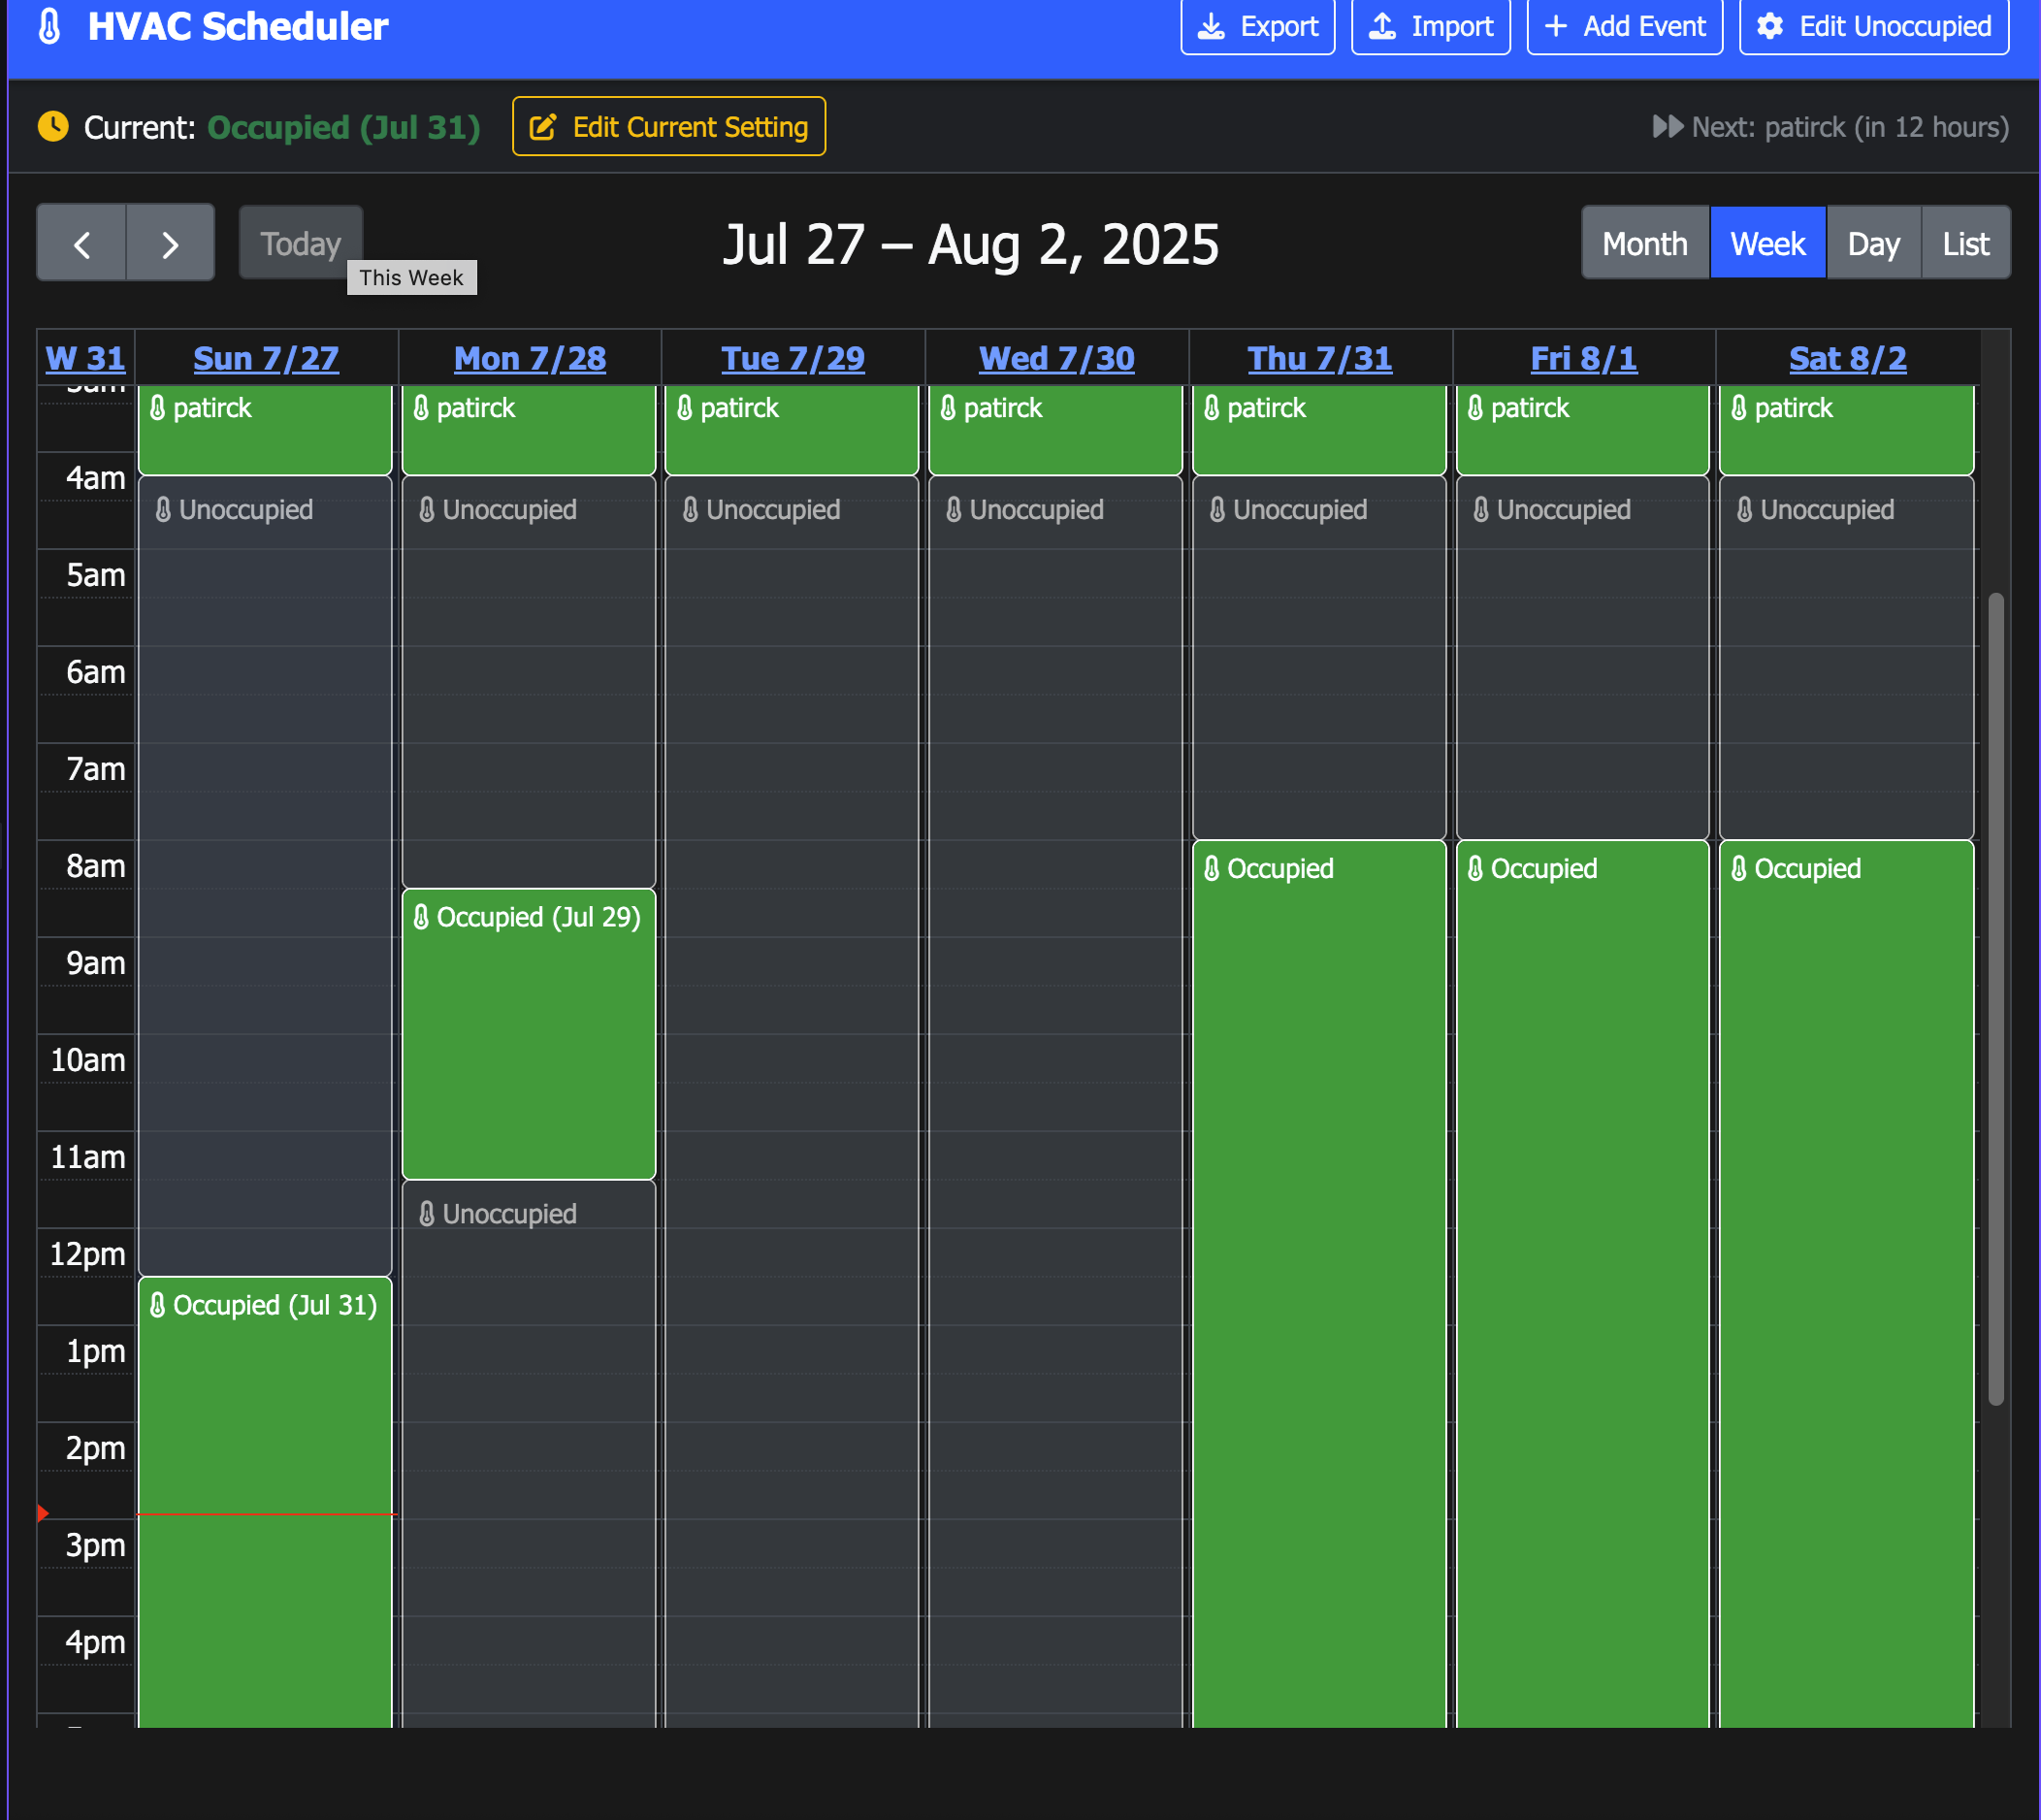 HVAC Scheduler
Export
Import
Add Event
Edit Unoccupied
Current: Occupied (Jul 31)
Edit Current Setting
Next: patirck (in 12 hours)
Today
This Week
Jul 27 – Aug 2, 2025
Month
Week
Day
List
W 31
Sun 7/27
Mon 7/28
Tue 7/29
Wed 7/30
Thu 7/31
Fri 8/1
Sat 8/2
patirck
patirck
patirck
patirck
patirck
patirck
patirck
4am
Unoccupied
Unoccupied
Unoccupied
Unoccupied
Unoccupied
Unoccupied
Unoccupied
5am
6am
7am
8am
Occupied
Occupied
Occupied
Occupied (Jul 29)
9am
10am
11am
Unoccupied
12pm
Occupied (Jul 31)
1pm
2pm
3pm
4pm